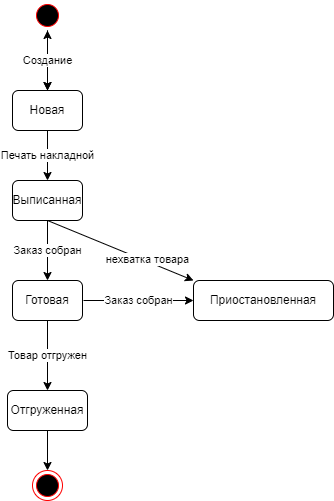 Создание
Новая
Печать накладной
Выписанная
Заказ собран
нехватка товара
Готовая
Заказ собран
Приостановленная
Товар отгружен
Отгруженная